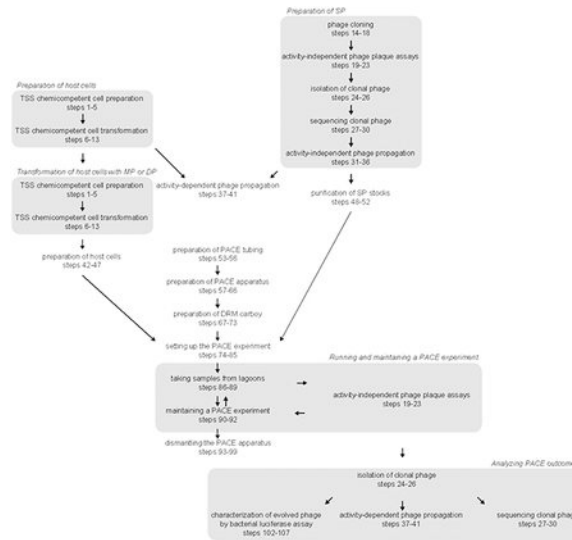 Preparation of SP
phage cloning
steps 14-18
activity-independent phage plaque assays
steps 19-23
isolation of clonal phage
steps 24-26
sequencing clonal phage
steps 27-30
activity-independent phage propagation
steps 31-36
Preparation of host cells
TSS chemicompetent cell preparation
steps 1-5
TSS chemicompetent cell transformation
steps 6-13
Transformation of host cells with MP or DP
TSS chemicompetent cell preparation
steps 1-5
TSS chemicompetent cell transformation
steps 6-13
activity-dependent phage propagation
steps 37-41
purification of SP stocks
steps 48-52
preparation of host cells
steps 42-47
preparation of PACE tubing
steps 53-56
preparation of PACE apparatus
steps 57-66
preparation of DRM carboy
steps 67-73
setting up the PACE experiment
steps 74-85
Running and maintaining a PACE experiment
taking samples from lagoons
steps 86-89
activity-independent phage plaque assays
steps 19-23
maintaining a PACE experiment
steps 90-92
dismantling the PACE apparatus
steps 93-99
Analyzing PACE outcome
isolation of clonal phage
steps 24-26
characterization of evolved phage
by bacterial luciferase assay
steps 102-107
activity-dependent phage propagation
steps 37-41
sequencing clonal phage
steps 27-30